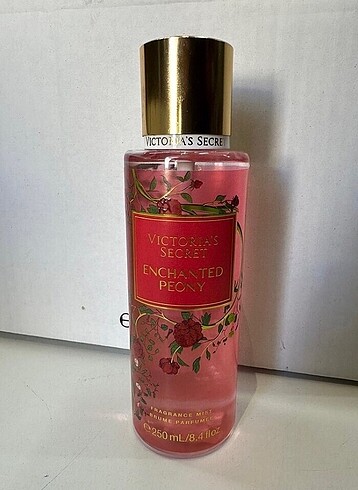 VICTORIA'S SECRET
VICTORIA'S
SECRET
ENCHANTED
PEONY
FRAGRANCE MIST
BRUME PARFUMÉE
℮250 mL/8.4 fl oz